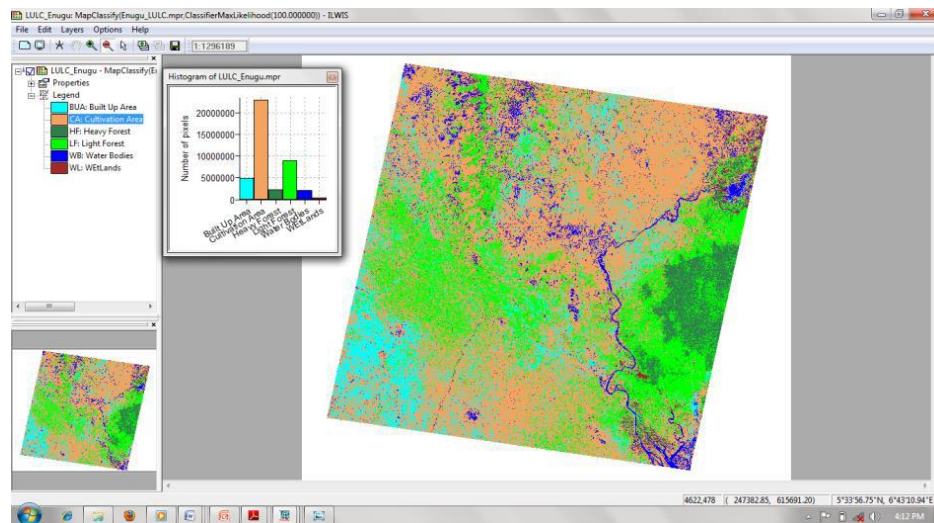 LULC_Enugu: MapClassify(Enugu_LULC.mpr,ClassifierMaxLikelihood(100.000000)) - ILWIS
File Edit Layers Options Help
1:1296189
LULC_Enugu - MapClassify(E
Properties
Legend
BUA: Built Up Area
CA: Cultivation Area
HF: Heavy Forest
LF: Light Forest
WB: Water Bodies
WL: WEtLands
Histogram of LULC_Enugu.mpr
Number of pixels
20000000
15000000
10000000
5000000
0
Built Up Area
Cultivation Area
Heavy Forest
Light Forest
Water Bodies
WEtLands
4622,478 ( 247382.85, 615691.20) 5°33'56.75"N, 6°43'10.94"E
4:12 PM